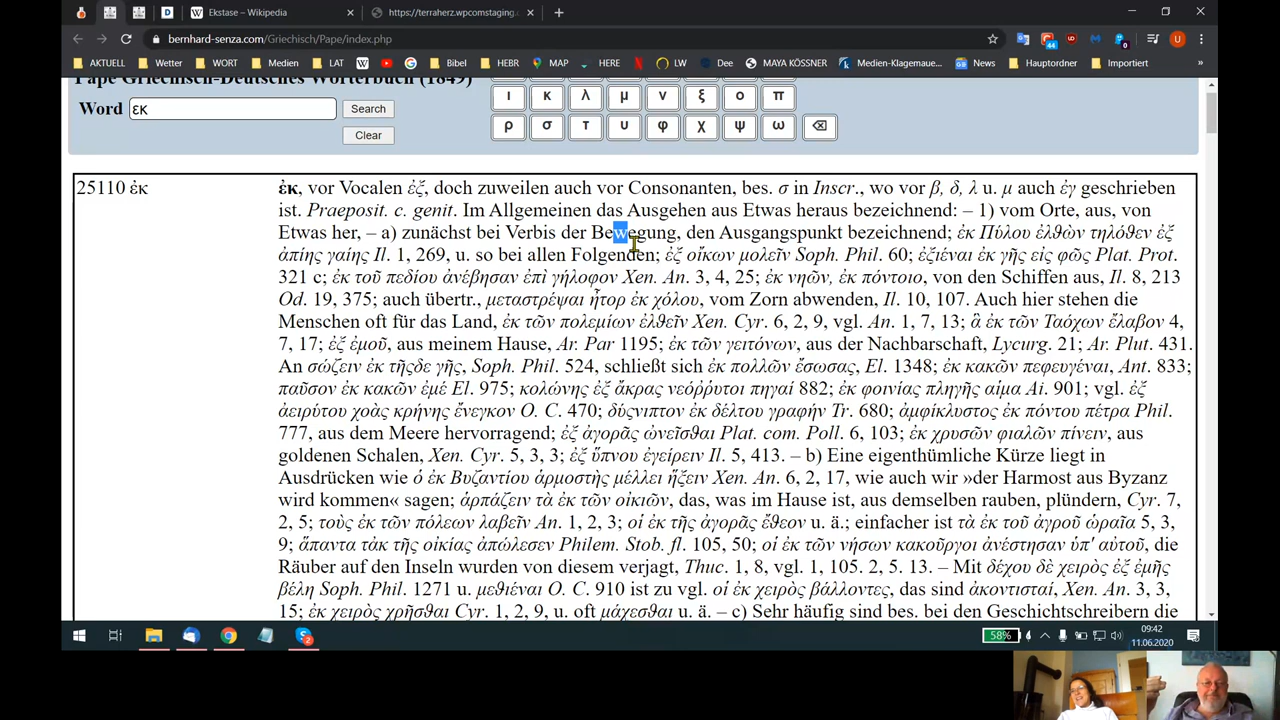 Ekstase – Wikipedia
https://terraherz.wpcomstaging.c
bernhard-senza.com/Griechisch/Pape/index.php
Wetter WORT Medien LAT G Bibel MAP HERE LW Dee MAYA KÖSSNER Medien-Klagemaue... News Hauptordner Importiert
Pape Griechisch-Deutsches Wörterbuch (1849)
ι κ λ μ ν ξ ο π
Word εκ Search
ρ σ τ υ φ χ ψ ω
Clear
25110 ἐκ
ἐκ, vor Vocalen ἐξ, doch zuweilen auch vor Consonanten, bes. σ in Inscr., wo vor β, δ, λ u. μ auch ἐγ geschrieben
ist. Praeposit. c. genit. Im Allgemeinen das Ausgehen aus Etwas heraus bezeichnend: – 1) vom Orte, aus, von
Etwas her, – a) zunächst bei Verbis der Bewegung, den Ausgangspunkt bezeichnend; ἐκ Πύλου ἐλθὼν τηλόθεν ἐξ
ἀπίης γαίης Il. 1, 269, u. so bei allen Folgenden; ἐξ οἴκων μολεῖν Soph. Phil. 60; ἐξιέναι ἐκ γῆς εἰς φῶς Plat. Prot.
321 c; ἐκ τοῦ πεδίου ἀνέβησαν ἐπὶ γήλοφον Xen. An. 3, 4, 25; ἐκ νηῶν, ἐκ πόντοιο, von den Schiffen aus, Il. 8, 213
Od. 19, 375; auch übertr., μεταστρέψαι ἦτορ ἐκ χόλου, vom Zorn abwenden, Il. 10, 107. Auch hier stehen die
Menschen oft für das Land, ἐκ τῶν πολεμίων ἐλθεῖν Xen. Cyr. 6, 2, 9, vgl. An. 1, 7, 13; ἃ ἐκ τῶν Ταόχων ἔλαβον 4,
7, 17; ἐξ ἐμοῦ, aus meinem Hause, Ar. Par 1195; ἐκ τῶν γειτόνων, aus der Nachbarschaft, Lycurg. 21; Ar. Plut. 431.
An σώζειν ἐκ τῆςδε γῆς, Soph. Phil. 524, schließt sich ἐκ πολλῶν ἔσωσας, El. 1348; ἐκ κακῶν πεφευγέναι, Ant. 833;
παῦσον ἐκ κακῶν ἐμέ El. 975; κολώνης ἐξ ἄκρας νεόῤῥυτοι πηγαί 882; ἐκ φοινίας πληγῆς αἷμα Ai. 901; vgl. ἐξ
ἀειρύτου χοὰς κρήνης ἔνεγκον O. C. 470; δύςνιπτον ἐκ δέλτου γραφήν Tr. 680; ἀμφίκλυστος ἐκ πόντου πέτρα Phil.
777, aus dem Meere hervorragend; ἐξ ἀγορᾶς ὠνεῖσθαι Plat. com. Poll. 6, 103; ἐκ χρυσῶν φιαλῶν πίνειν, aus
goldenen Schalen, Xen. Cyr. 5, 3, 3; ἐξ ὕπνου ἐγείρειν Il. 5, 413. – b) Eine eigenthümliche Kürze liegt in
Ausdrücken wie ὁ ἐκ Βυζαντίου ἁρμοστὴς μέλλει ἥξειν Xen. An. 6, 2, 17, wie auch wir »der Harmost aus Byzanz
wird kommen« sagen; ἁρπάζειν τὰ ἐκ τῶν οἰκιῶν, das, was im Hause ist, aus demselben rauben, plündern, Cyr. 7,
2, 5; τοὺς ἐκ τῶν πόλεων λαβεῖν An. 1, 2, 3; οἱ ἐκ τῆς ἀγορᾶς ἔθεον u. ä.; einfacher ist τὰ ἐκ τοῦ ἀγροῦ ὡραῖα 5, 3,
9; ἅπαντα τἀκ τῆς οἰκίας ἀπώλεσεν Philem. Stob. fl. 105, 50; οἱ ἐκ τῶν νήσων κακοῦργοι ἀνέστησαν ὑπ' αὐτοῦ, die
Räuber auf den Inseln wurden von diesem verjagt, Thuc. 1, 8, vgl. 1, 105. 2, 5. 13. – Mit δέχου δὲ χειρὸς ἐξ ἐμῆς
βέλη Soph. Phil. 1271 u. μεθιέναι O. C. 910 ist zu vgl. οἱ ἐκ χειρὸς βάλλοντες, das sind ἀκοντισταί, Xen. An. 3, 3,
15; ἐκ χειρὸς χρῆσθαι Cyr. 1, 2, 9, u. oft μάχεσθαι u. ä. – c) Sehr häufig sind bes. bei den Geschichtschreibern die
58% 09:42
11.06.2020